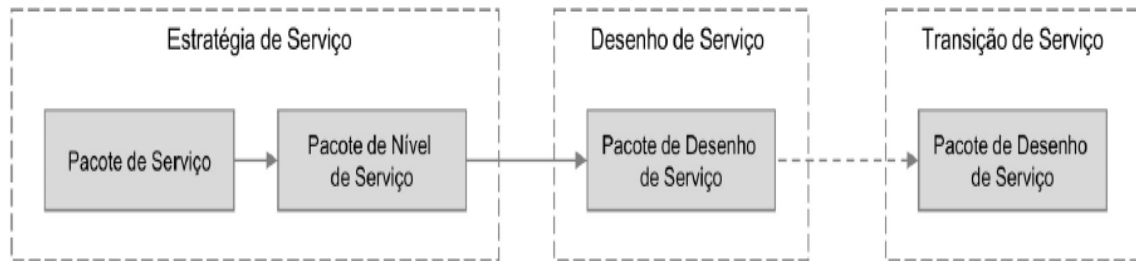 Estratégia de Serviço
Pacote de Serviço
Pacote de Nível
de Serviço
Desenho de Serviço
Pacote de Desenho
de Serviço
Transição de Serviço
Pacote de Desenho
de Serviço